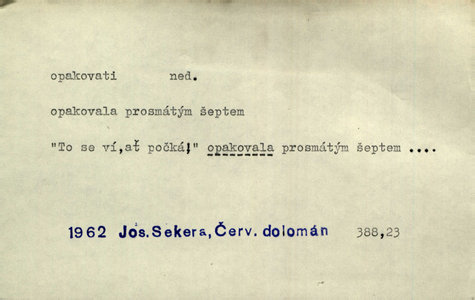 opakovati ned.
opakovala prosmátým šeptem
"To se ví,ať počká!" opakovala prosmátým šeptem ....
1962 Jos.Sekera,Červ. dolomán 388,23